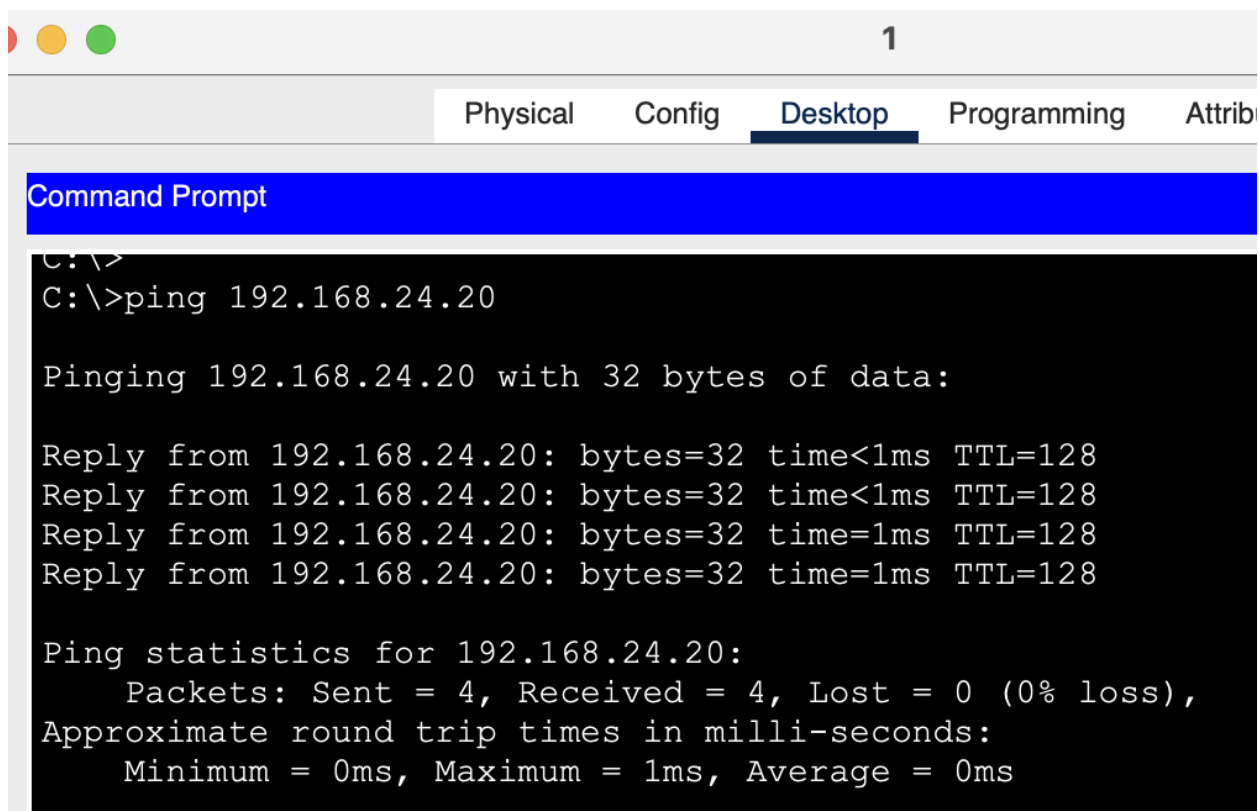 1
Physical Config Desktop Programming
Command Prompt
C:\>
C:\>ping 192.168.24.20
Pinging 192.168.24.20 with 32 bytes of data:
Reply from 192.168.24.20: bytes=32 time<1ms TTL=128
Reply from 192.168.24.20: bytes=32 time<1ms TTL=128
Reply from 192.168.24.20: bytes=32 time=1ms TTL=128
Reply from 192.168.24.20: bytes=32 time=1ms TTL=128
Ping statistics for 192.168.24.20:
Packets: Sent = 4, Received = 4, Lost = 0 (0% loss),
Approximate round trip times in milli-seconds:
Minimum = 0ms, Maximum = 1ms, Average = 0ms